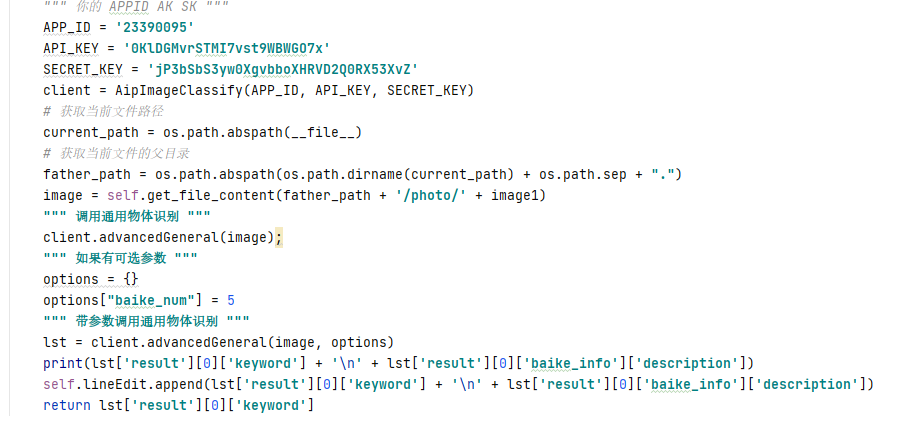 """ 你的 APPID AK SK """
APP_ID = '23390095'
API_KEY = '0KlDGMvrSTMI7vst9WBWGO7x'
SECRET_KEY = 'jP3bSbS3yw0XgvbboXHRVD2Q0RX53XvZ'
client = AipImageClassify(APP_ID, API_KEY, SECRET_KEY)
# 获取当前文件路径
current_path = os.path.abspath(__file__)
# 获取当前文件的父目录
father_path = os.path.abspath(os.path.dirname(current_path) + os.path.sep + ".")
image = self.get_file_content(father_path + '/photo/' + image1)
""" 调用通用物体识别 """
client.advancedGeneral(image);
""" 如果有可选参数 """
options = {}
options["baike_num"] = 5
""" 带参数调用通用物体识别 """
lst = client.advancedGeneral(image, options)
print(lst['result'][0]['keyword'] + '\n' + lst['result'][0]['baike_info']['description'])
self.lineEdit.append(lst['result'][0]['keyword'] + '\n' + lst['result'][0]['baike_info']['description'])
return lst['result'][0]['keyword']